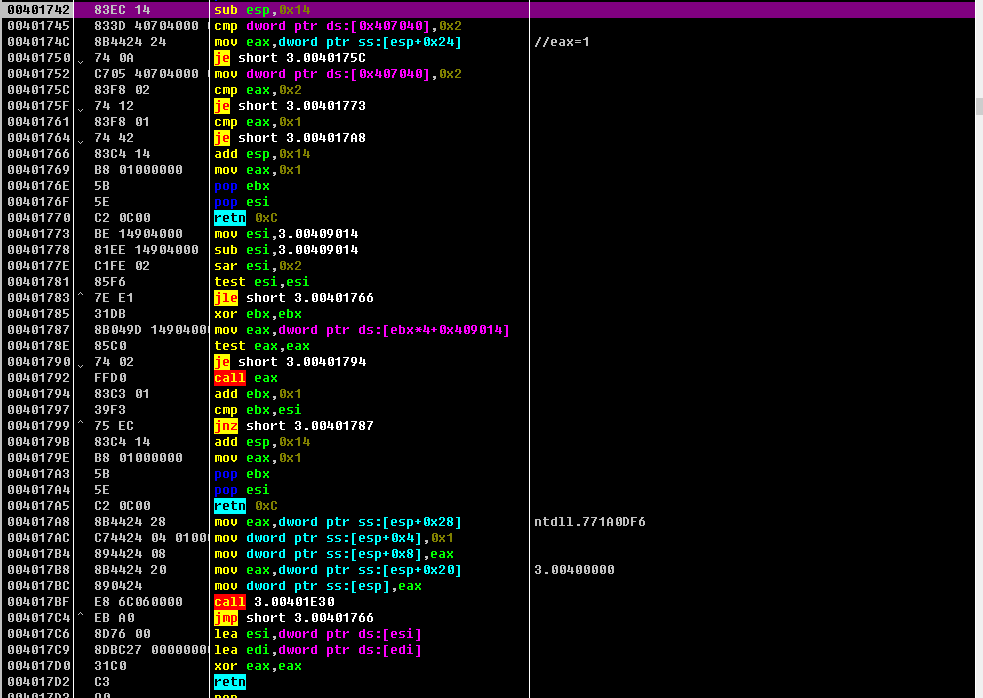 00401742 83EC 14 sub esp,0x14
00401745 833D 40704000 cmp dword ptr ds:[0x407040],0x2
0040174C 8B4424 24 mov eax,dword ptr ss:[esp+0x24] //eax=1
00401750 74 0A je short 3.0040175C
00401752 C705 40704000 mov dword ptr ds:[0x407040],0x2
0040175C 83F8 02 cmp eax,0x2
0040175F 74 12 je short 3.00401773
00401761 83F8 01 cmp eax,0x1
00401764 74 42 je short 3.004017A8
00401766 83C4 14 add esp,0x14
00401769 B8 01000000 mov eax,0x1
0040176E 5B pop ebx
0040176F 5E pop esi
00401770 C2 0C00 retn 0xC
00401773 BE 14904000 mov esi,3.00409014
00401778 81EE 14904000 sub esi,3.00409014
0040177E C1FE 02 sar esi,0x2
00401781 85F6 test esi,esi
00401783 ^ 7E E1 jle short 3.00401766
00401785 31DB xor ebx,ebx
00401787 8B049D 1490400 mov eax,dword ptr ds:[ebx*4+0x409014]
0040178E 85C0 test eax,eax
00401790 74 02 je short 3.00401794
00401792 FFD0 call eax
00401794 83C3 01 add ebx,0x1
00401797 39F3 cmp ebx,esi
00401799 ^ 75 EC jnz short 3.00401787
0040179B 83C4 14 add esp,0x14
0040179E B8 01000000 mov eax,0x1
004017A3 5B pop ebx
004017A4 5E pop esi
004017A5 C2 0C00 retn 0xC
004017A8 8B4424 28 mov eax,dword ptr ss:[esp+0x28] ntdll.771A0DF6
004017AC C74424 04 0100 mov dword ptr ss:[esp+0x4],0x1
004017B4 894424 08 mov dword ptr ss:[esp+0x8],eax
004017B8 8B4424 20 mov eax,dword ptr ss:[esp+0x20] 3.00400000
004017BC 890424 mov dword ptr ss:[esp],eax
004017BF E8 6C060000 call 3.00401E30
004017C4 ^ EB A0 jmp short 3.00401766
004017C6 8D76 00 lea esi,dword ptr ds:[esi]
004017C9 8DBC27 0000000 lea edi,dword ptr ds:[edi]
004017D0 31C0 xor eax,eax
004017D2 C3 retn